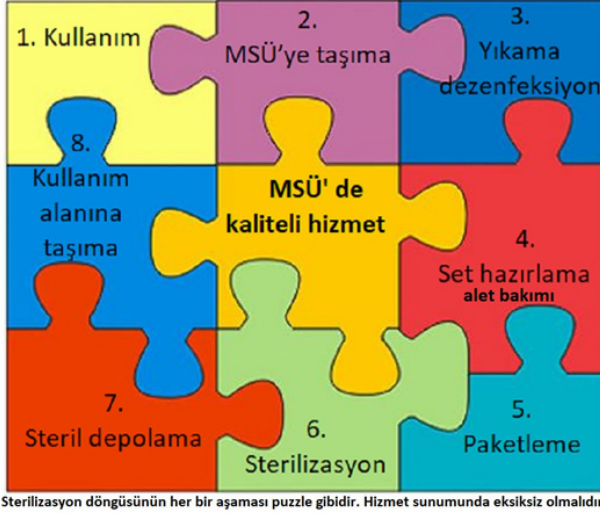 1. Kullanım
2.
MSÜ'ye taşıma
3.
Yıkama
dezenfeksiyon
8.
Kullanım
alanına
taşıma
MSÜ' de
kaliteli hizmet
4.
Set hazırlama
alet bakımı
7.
Steril depolama
6.
Sterilizasyon
5.
Paketleme
Sterilizasyon döngüsünün her bir aşaması puzzle gibidir. Hizmet sunumunda eksiksiz olmalıdır